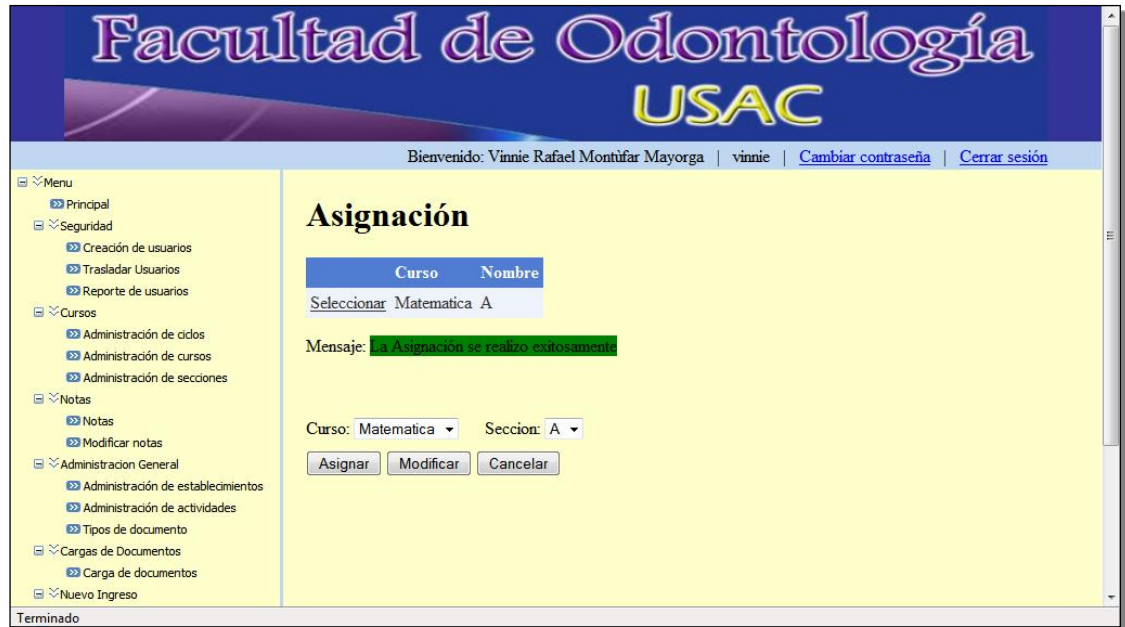 Facultad de Odontología
USAC
Bienvenido: Vinnie Rafael Montùfar Mayorga | vinnie | Cambiar contraseña | Cerrar sesión
Menu
Principal
Seguridad
Creación de usuarios
Trasladar Usuarios
Reporte de usuarios
Cursos
Administración de ciclos
Administración de cursos
Administración de secciones
Notas
Notas
Modificar notas
Administracion General
Administración de establecimientos
Administración de actividades
Tipos de documento
Cargas de Documentos
Carga de documentos
Nuevo Ingreso
Asignación
Curso Nombre
Seleccionar Matematica A
Mensaje: La Asignación se realizo exitosamente
Curso: Matematica Seccion: A
Asignar Modificar Cancelar
Terminado